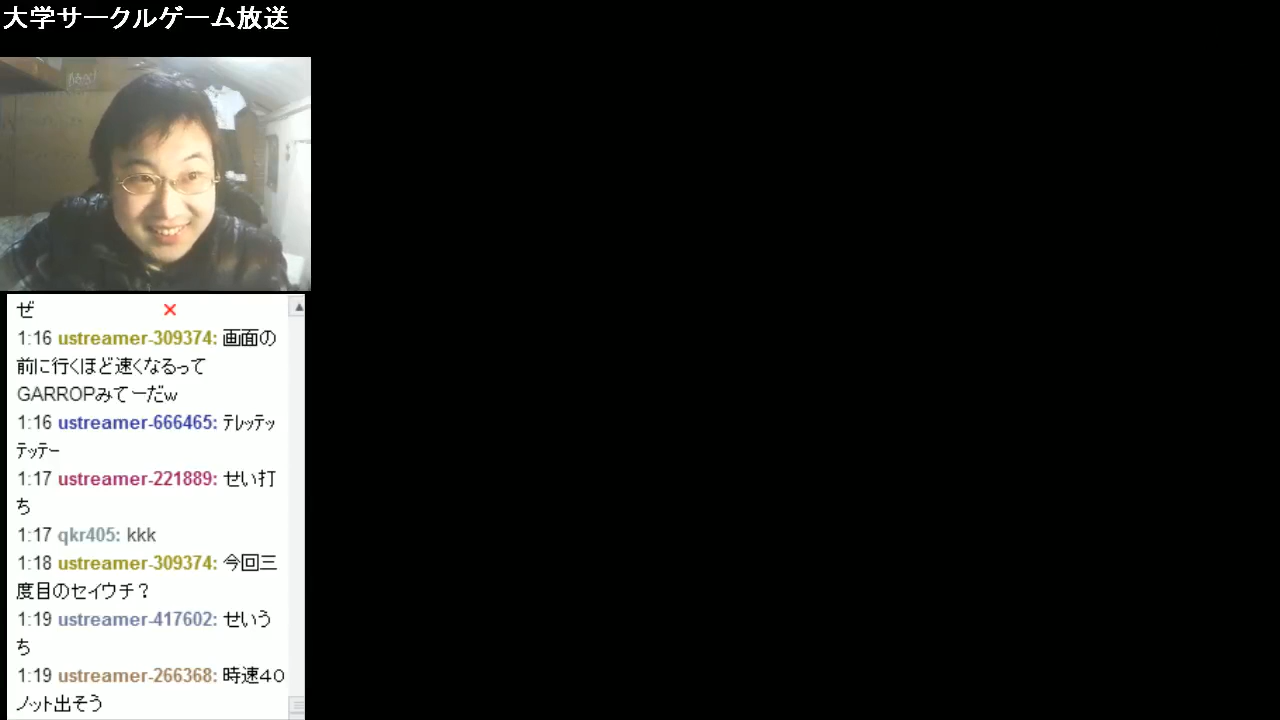 大学サークルゲーム放送
ぜ
1:16 ustreamer-309374: 画面の
前に行くほど速くなるって
GARROPみてーだw
1:16 ustreamer-666465: ﾃﾚｯﾃｯ
ﾃｯﾃｰ
1:17 ustreamer-221889: せい打
ち
1:17 qkr405: kkk
1:18 ustreamer-309374: 今回三
度目のセイウチ？
1:19 ustreamer-417602: せいう
ち
1:19 ustreamer-266368: 時速４０
ノット出そう